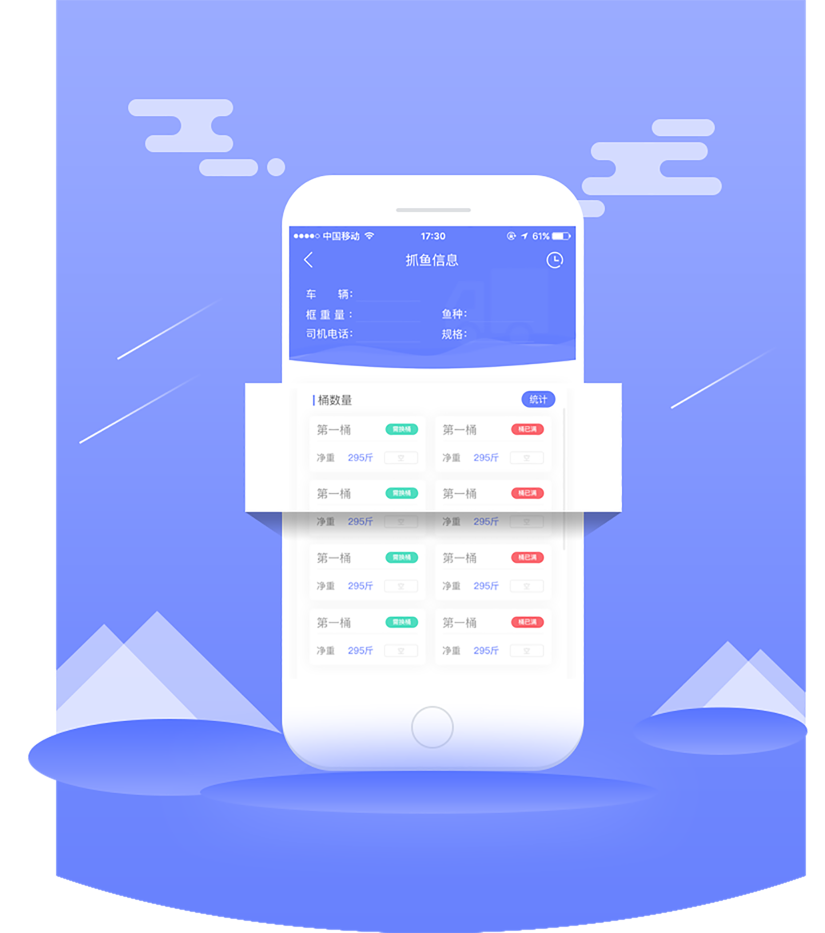 中国移动 17:30 61%
抓鱼信息
车 辆：
框 重 量 ： 鱼种：
司机电话： 规格：
桶数量 统计
第一桶 需换桶 第一桶 桶已满
净重 295斤 空 净重 295斤 空
第一桶 需换桶 第一桶 桶已满
净重 295斤 空 净重 295斤 空
第一桶 需换桶 第一桶 桶已满
净重 295斤 空 净重 295斤 空
第一桶 需换桶 第一桶 桶已满
净重 295斤 空 净重 295斤 空